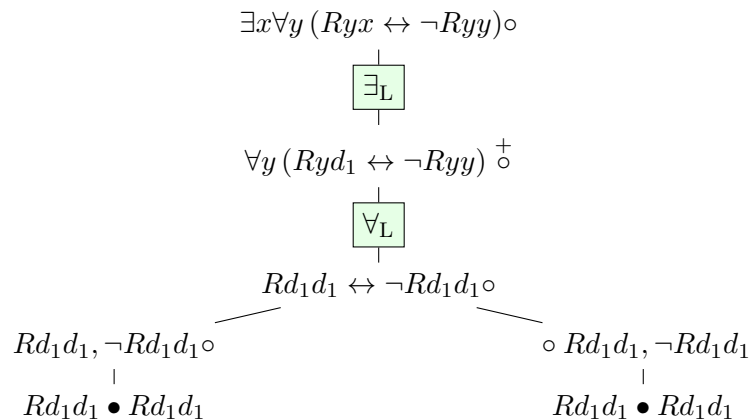 ∃x∀y (Ryx ↔ ¬Ryy)∘
∃L
∀y (Ryd₁ ↔ ¬Ryy) +∘
∀L
Rd₁d₁ ↔ ¬Rd₁d₁∘
Rd₁d₁, ¬Rd₁d₁∘ ∘ Rd₁d₁, ¬Rd₁d₁
Rd₁d₁ • Rd₁d₁ Rd₁d₁ • Rd₁d₁